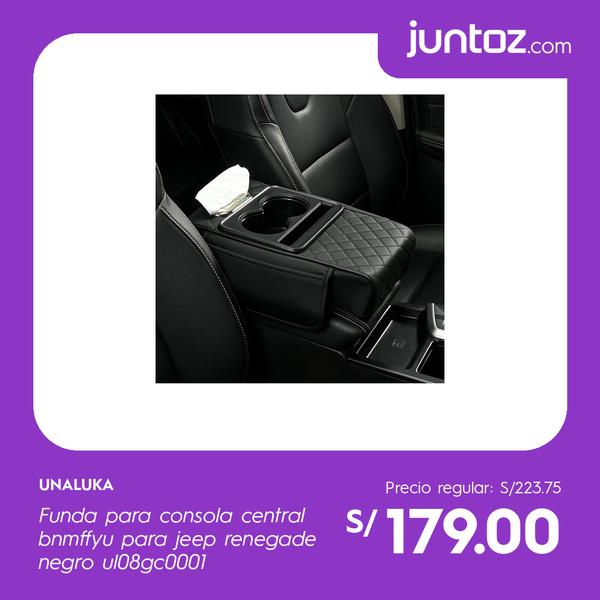 juntoz.com
UNALUKA
Funda para consola central
bnmffyu para jeep renegade
negro ul08gc0001
Precio regular: S/223.75
S/179.00